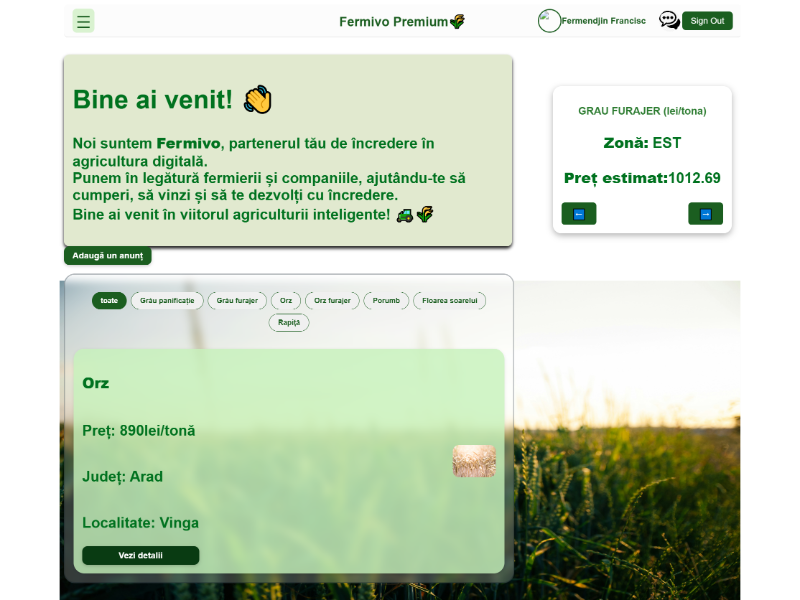 Fermivo Premium
Fermendjin Francisc
Sign Out
Bine ai venit!
Noi suntem Fermivo, partenerul tău de încredere în
agricultura digitală.
Punem în legătură fermierii și companiile, ajutându-te să
cumperi, să vinzi și să te dezvolți cu încredere.
Bine ai venit în viitorul agriculturii inteligente!
GRAU FURAJER (lei/tona)
Zonă: EST
Preț estimat:1012.69
Adaugă un anunț
toate
Grâu panificație
Grâu furajer
Orz
Orz furajer
Porumb
Floarea soarelui
Rapiță
Orz
Preț: 890lei/tonă
Județ: Arad
Localitate: Vinga
Vezi detalii